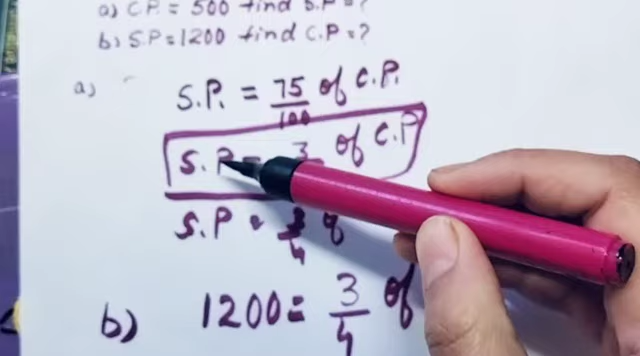 a) C.P = 500 find S.P = ?
b) S.P = 1200 find C.P = ?
a)
S.P. = 75/100 of C.P.
S.P = 3 of C.P
S.P = 3/4 of
b) 1200 = 3/4 of